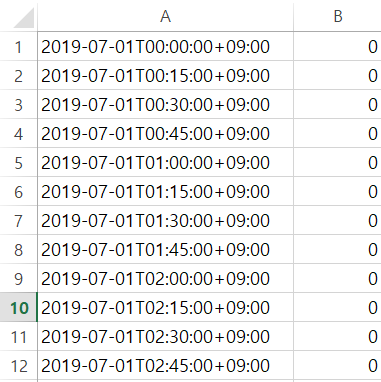 A B
1 2019-07-01T00:00:00+09:00 0
2 2019-07-01T00:15:00+09:00 0
3 2019-07-01T00:30:00+09:00 0
4 2019-07-01T00:45:00+09:00 0
5 2019-07-01T01:00:00+09:00 0
6 2019-07-01T01:15:00+09:00 0
7 2019-07-01T01:30:00+09:00 0
8 2019-07-01T01:45:00+09:00 0
9 2019-07-01T02:00:00+09:00 0
10 2019-07-01T02:15:00+09:00 0
11 2019-07-01T02:30:00+09:00 0
12 2019-07-01T02:45:00+09:00 0